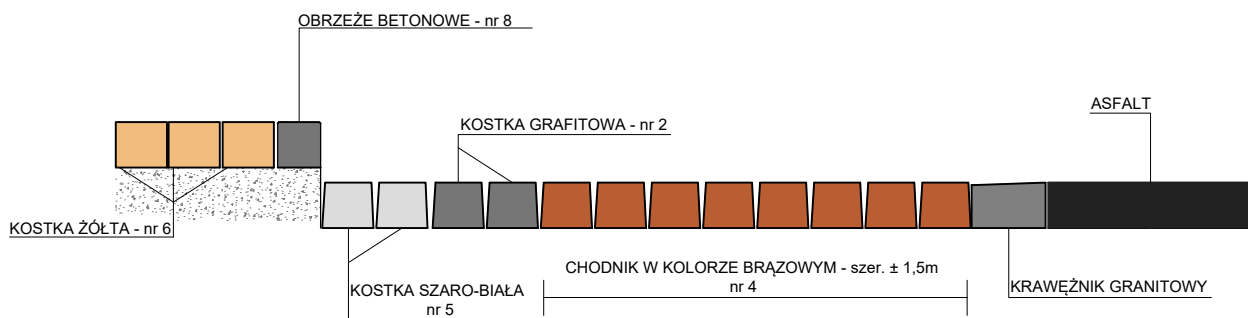 OBRZEŻE BETONOWE - nr 8
ASFALT
KOSTKA GRAFITOWA - nr 2
KOSTKA ŻÓŁTA - nr 6
CHODNIK W KOLORZE BRĄZOWYM - szer. ± 1,5m
nr 4
KOSTKA SZARO-BIAŁA
nr 5
KRAWĘŻNIK GRANITOWY